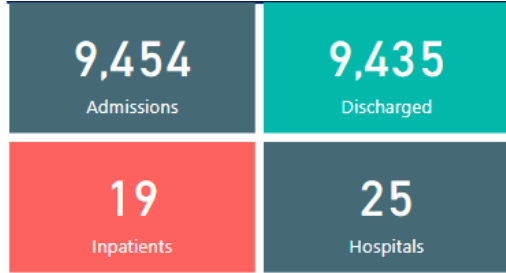 9,454
Admissions
9,435
Discharged
19
Inpatients
25
Hospitals